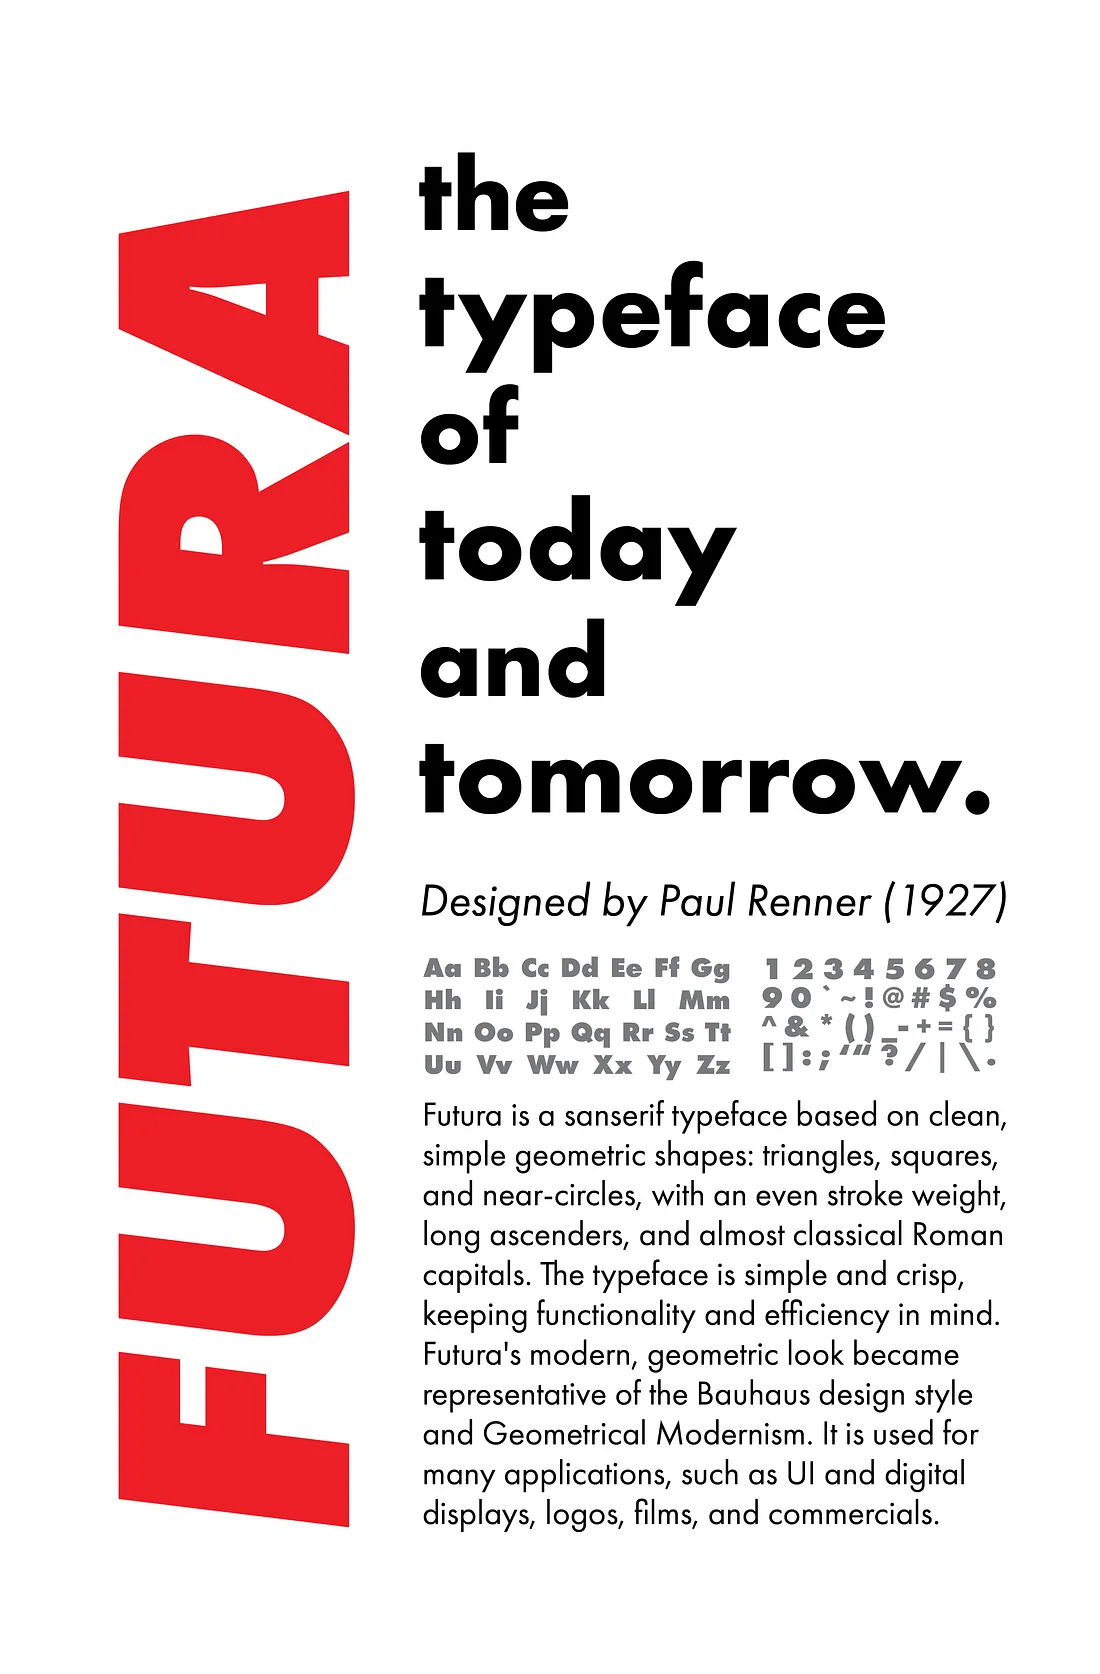 FUTURA
the
typeface
of
today
and
tomorrow.
Designed by Paul Renner (1927)
Aa Bb Cc Dd Ee Ff Gg
Hh Ii Jj Kk Ll Mm
Nn Oo Pp Qq Rr Ss Tt
Uu Vv Ww Xx Yy Zz
1 2 3 4 5 6 7 8
9 0 ` ~ ! @ # $ %
^ & * ( ) _ - + = { }
[ ] : ; ‘ “ ? / | \ .
Futura is a sanserif typeface based on clean,
simple geometric shapes: triangles, squares,
and near-circles, with an even stroke weight,
long ascenders, and almost classical Roman
capitals. The typeface is simple and crisp,
keeping functionality and efficiency in mind.
Futura's modern, geometric look became
representative of the Bauhaus design style
and Geometrical Modernism. It is used for
many applications, such as UI and digital
displays, logos, films, and commercials.